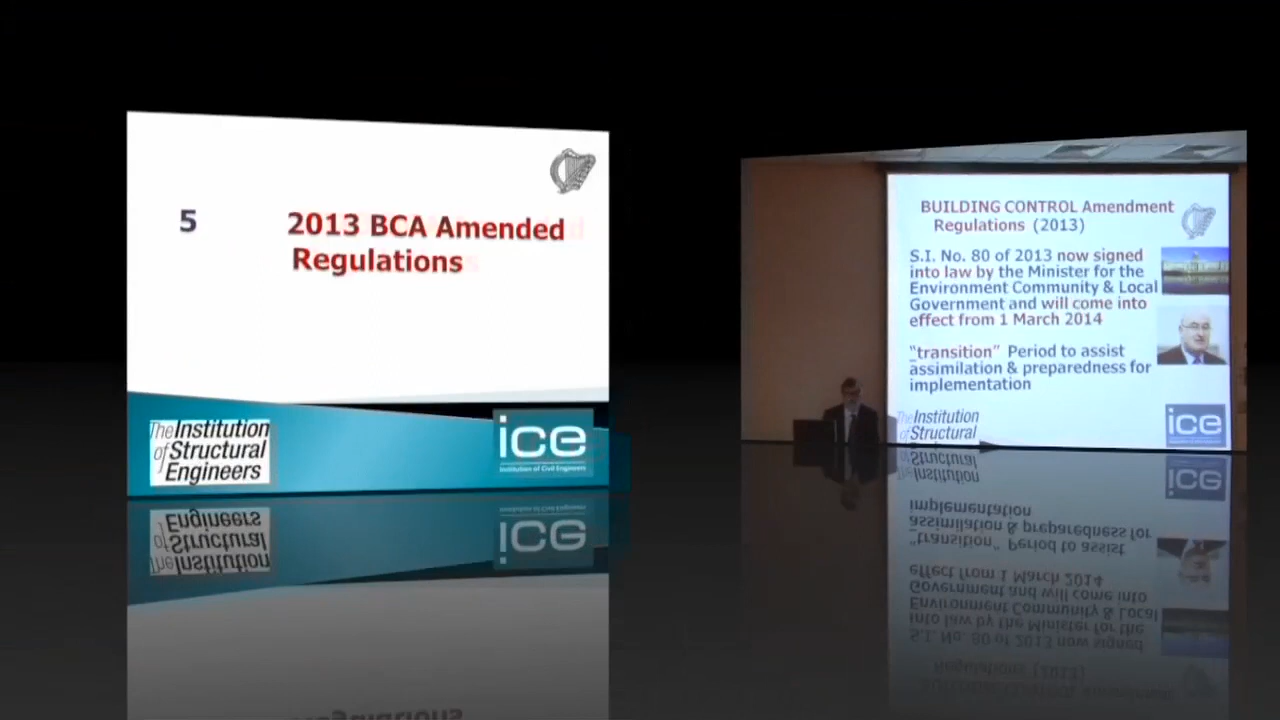 5 2013 BCA Amended
Regulations
The Institution
of Structural
Engineers
ice
Institution of Civil Engineers
BUILDING CONTROL Amendment
Regulations (2013)
S.I. No. 80 of 2013 now signed
into law by the Minister for the
Environment Community & Local
Government and will come into
effect from 1 March 2014
“transition” Period to assist
assimilation & preparedness for
implementation
The Institution
of Structural
ice